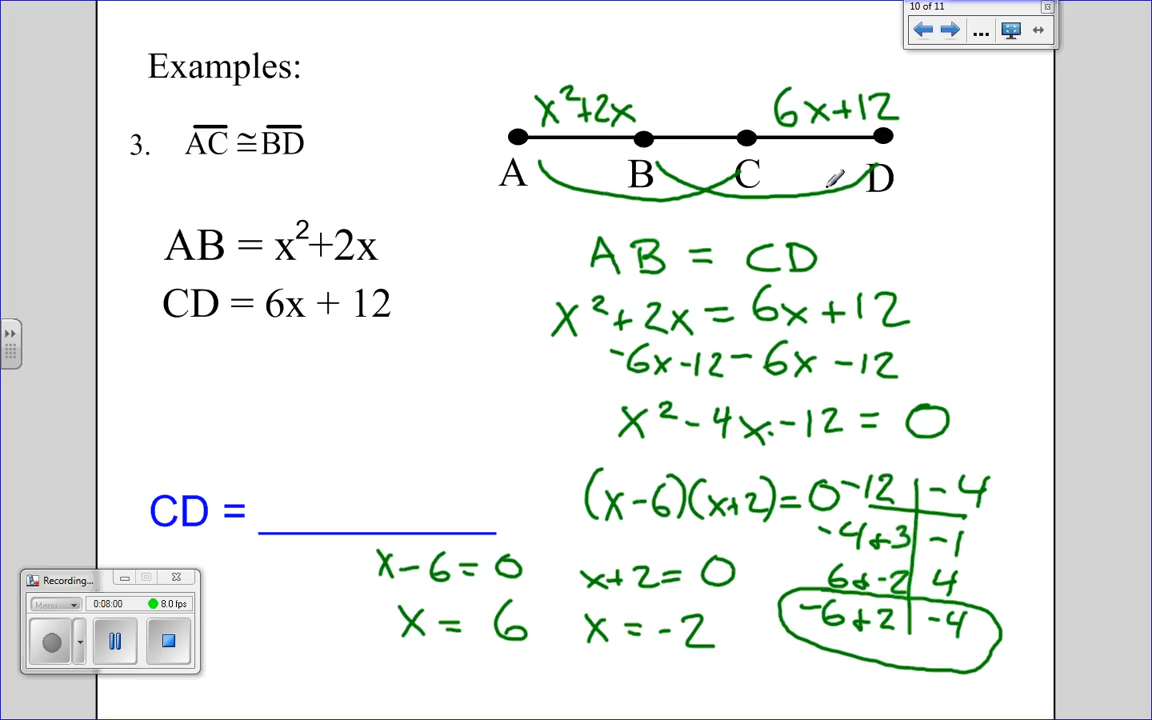 10 of 11
Examples:
x²+2x 6x+12
3. AC ≅ BD
A B C D
AB = x²+2x
AB = CD
CD = 6x + 12
x²+2x = 6x+12
-6x-12 -6x -12
x² - 4x - 12 = 0
(x-6)(x+2)=0
-12 | -4
CD = __________
-4&3 | -1
x-6=0 x+2=0
6&-2 | 4
x = 6 x = -2
-6&2 | -4
Recording...
Menu 0:08:00 8.0 fps